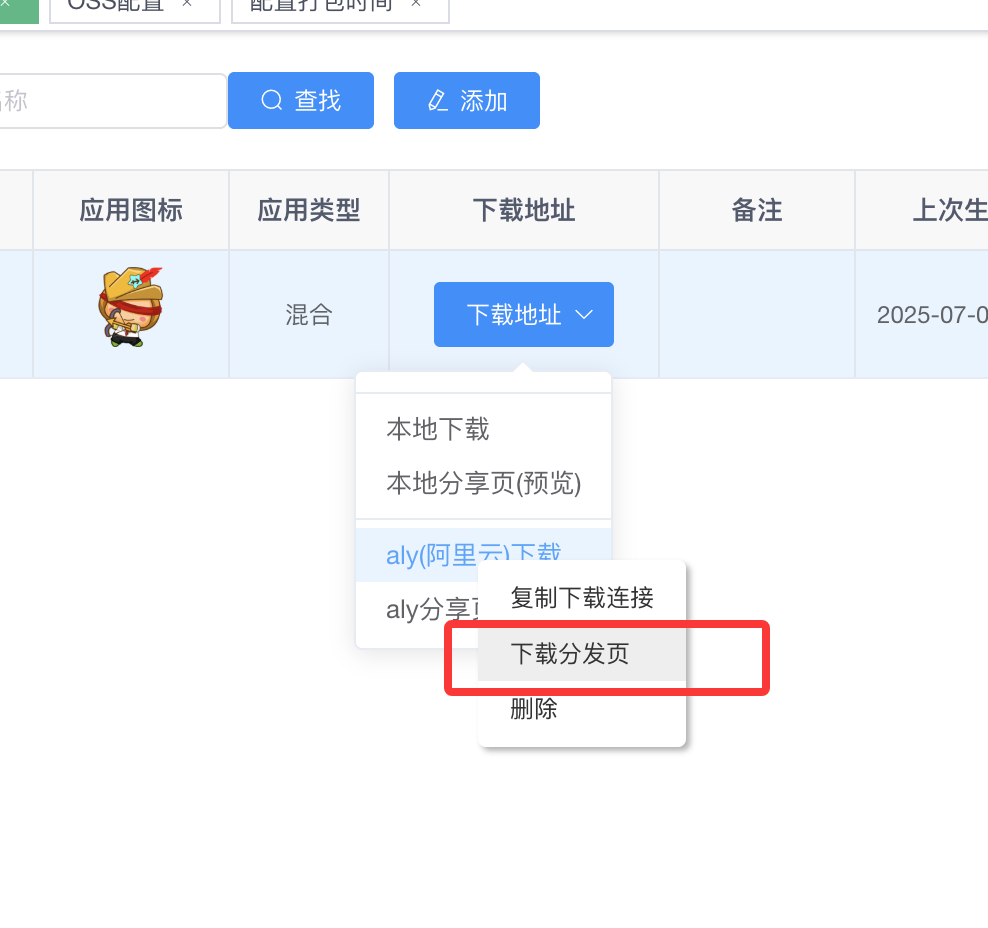 × OSS配置 × 配置打包时间 ×
称 查找 添加
应用图标 应用类型 下载地址 备注 上次生
混合 下载地址 2025-07-0
本地下载
本地分享页(预览)
aly(阿里云)下载
复制下载连接
aly分享页
下载分发页
删除